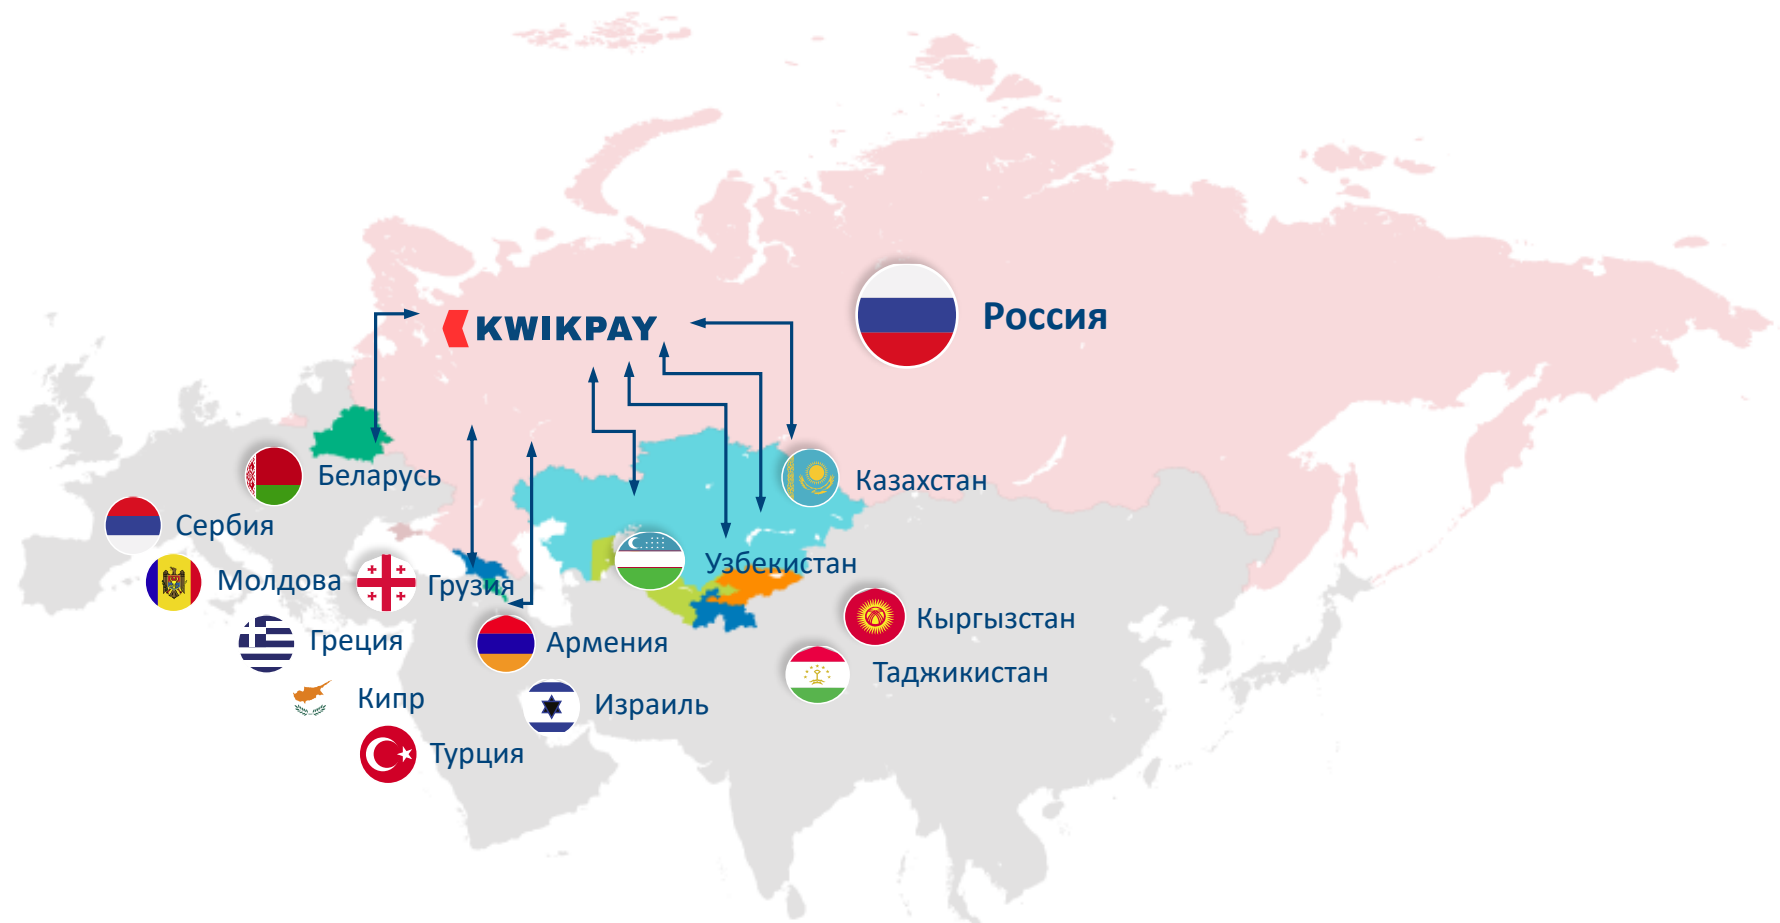 KWIKPAY
Россия
Беларусь
Казахстан
Сербия
Узбекистан
Молдова
Грузия
Кыргызстан
Греция
Армения
Таджикистан
Кипр
Израиль
Турция